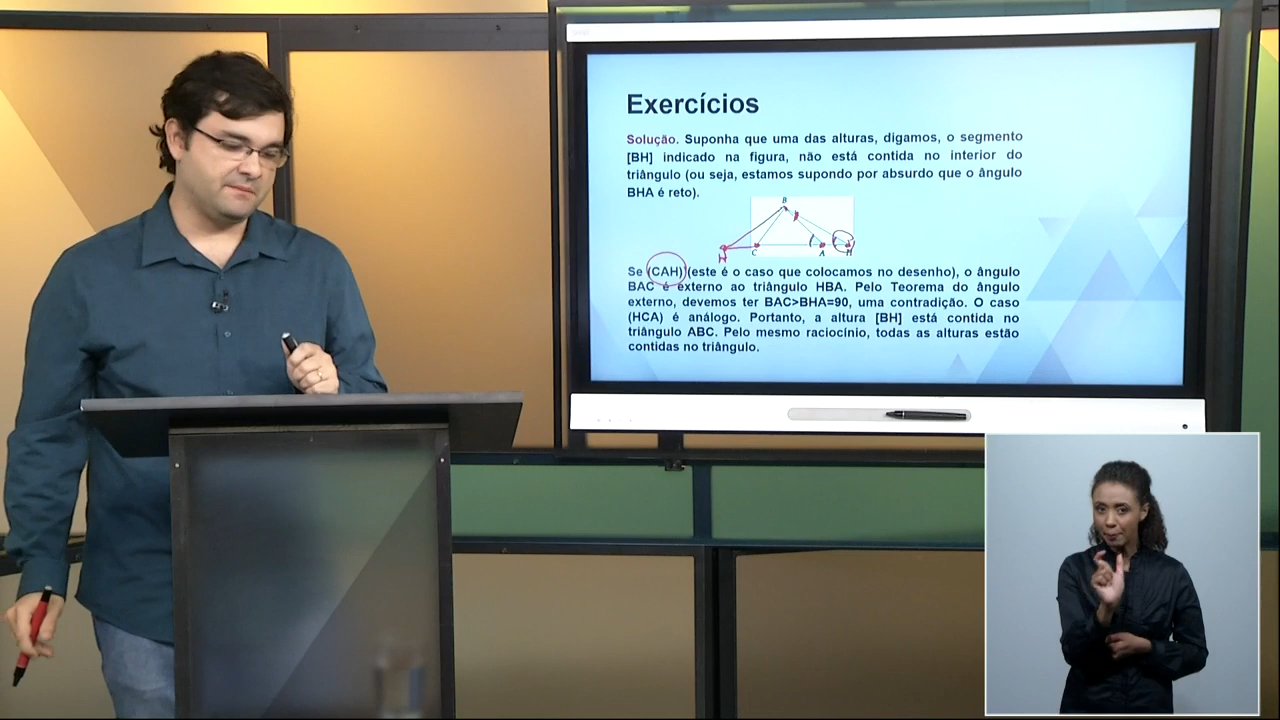 Exercícios
Solução. Suponha que uma das alturas, digamos, o segmento
[BH] indicado na figura, não está contida no interior do
triângulo (ou seja, estamos supondo por absurdo que o ângulo
BHA é reto).
B
H C A H
Se (CAH) (este é o caso que colocamos no desenho), o ângulo
BAC é externo ao triângulo HBA. Pelo Teorema do ângulo
externo, devemos ter BAC>BHA=90, uma contradição. O caso
(HCA) é análogo. Portanto, a altura [BH] está contida no
triângulo ABC. Pelo mesmo raciocínio, todas as alturas estão
contidas no triângulo.